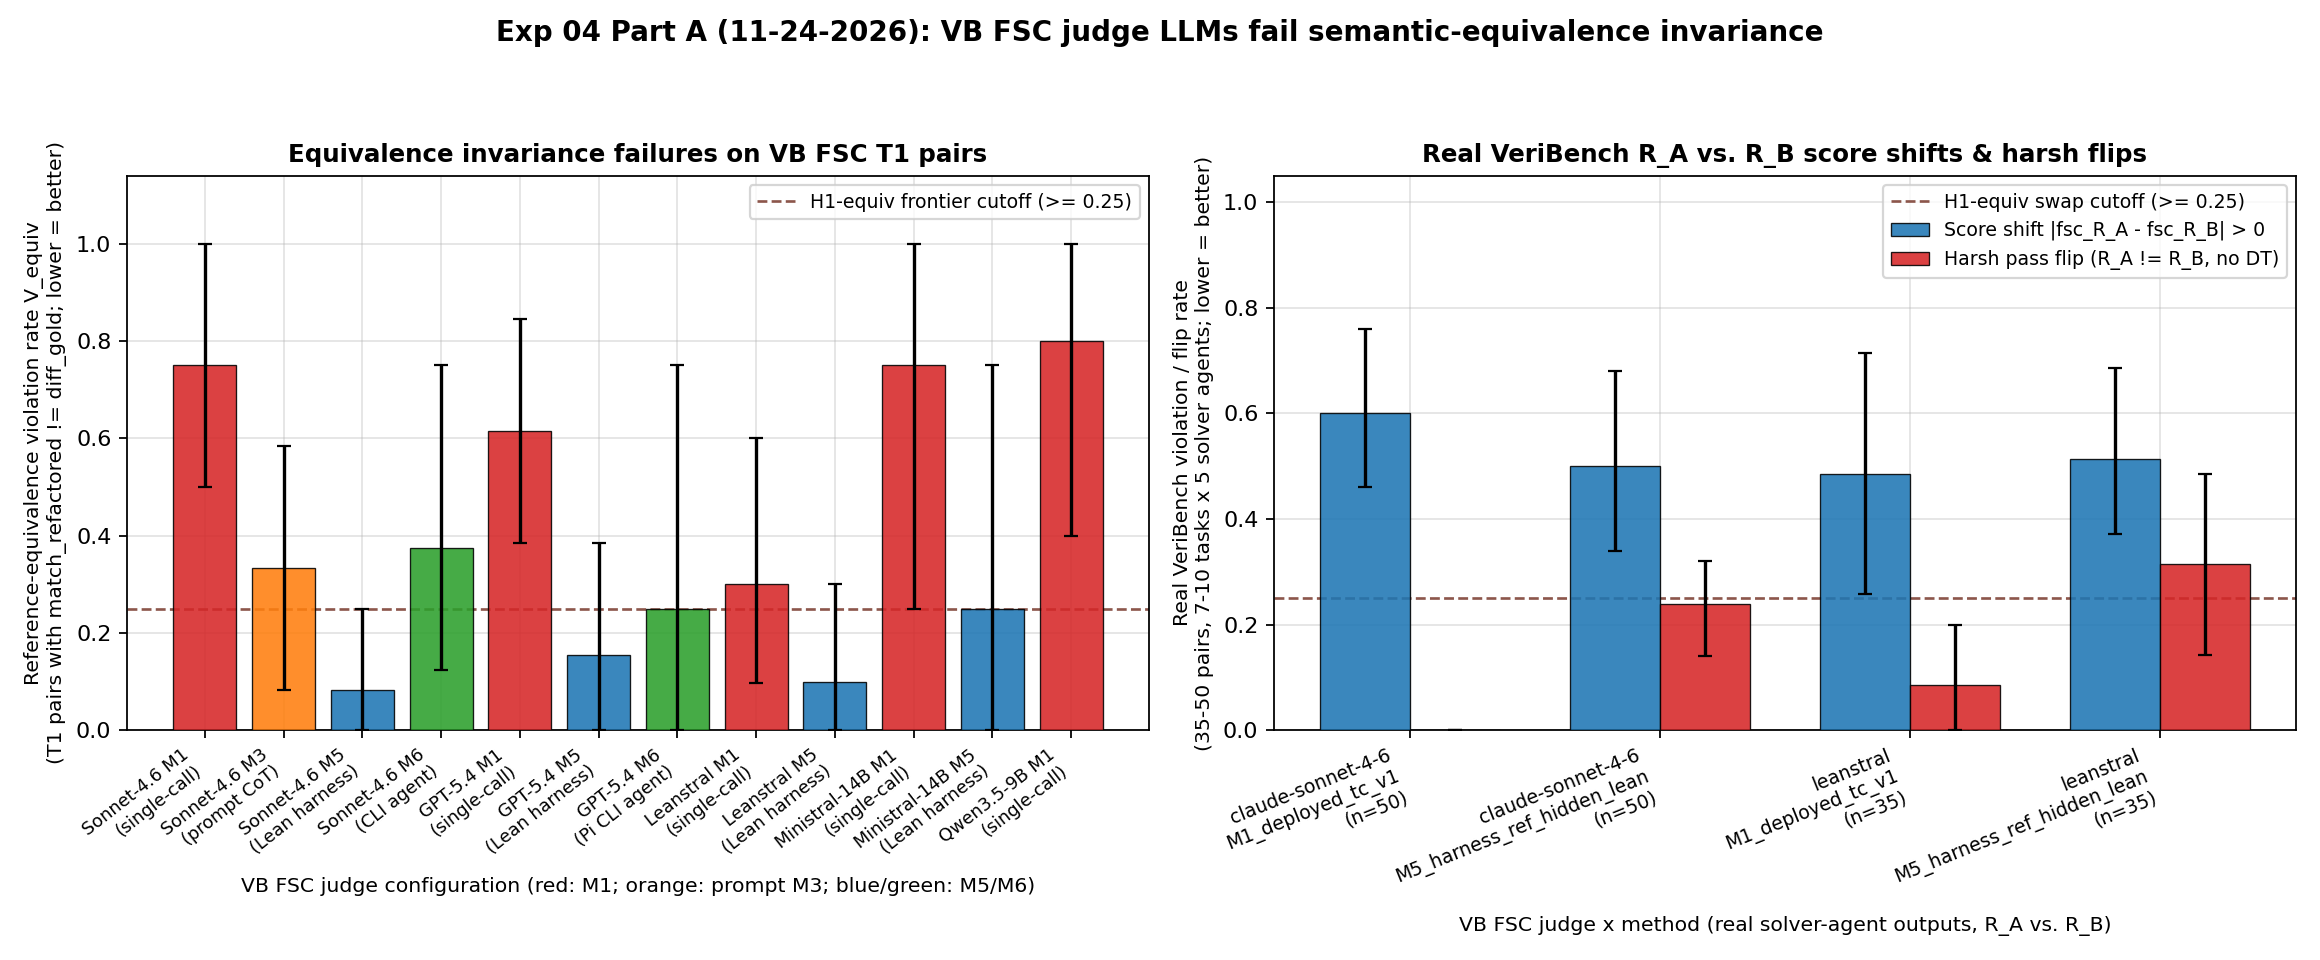 Exp 04 Part A (11-24-2026): VB FSC judge LLMs fail semantic-equivalence invariance
Equivalence invariance failures on VB FSC T1 pairs
Reference-equivalence violation rate V_equiv
(T1 pairs with match_refactored != diff_gold; lower = better)
H1-equiv frontier cutoff (>= 0.25)
1.0
0.8
0.6
0.4
0.2
0.0
Sonnet-4.6 M1
(single-call)
Sonnet-4.6 M3
(prompt CoT)
Sonnet-4.6 M5
(Lean harness)
Sonnet-4.6 M6
(CLI agent)
GPT-5.4 M1
(single-call)
GPT-5.4 M5
(Lean harness)
GPT-5.4 M6
(Pi CLI agent)
Leanstral M1
(single-call)
Leanstral M5
(Lean harness)
Ministral-14B M1
(single-call)
Ministral-14B M5
(Lean harness)
Qwen3.5-9B M1
(single-call)
VB FSC judge configuration (red: M1; orange: prompt M3; blue/green: M5/M6)
Real VeriBench R_A vs. R_B score shifts & harsh flips
Real VeriBench violation / flip rate
(35-50 pairs, 7-10 tasks x 5 solver agents; lower = better)
H1-equiv swap cutoff (>= 0.25)
Score shift |fsc_R_A - fsc_R_B| > 0
Harsh pass flip (R_A != R_B, no DT)
1.0
0.8
0.6
0.4
0.2
0.0
claude-sonnet-4-6
M1_deployed_tc_v1
(n=50)
claude-sonnet-4-6
M5_harness_ref_hidden_lean
(n=50)
leanstral
M1_deployed_tc_v1
(n=35)
leanstral
M5_harness_ref_hidden_lean
(n=35)
VB FSC judge x method (real solver-agent outputs, R_A vs. R_B)